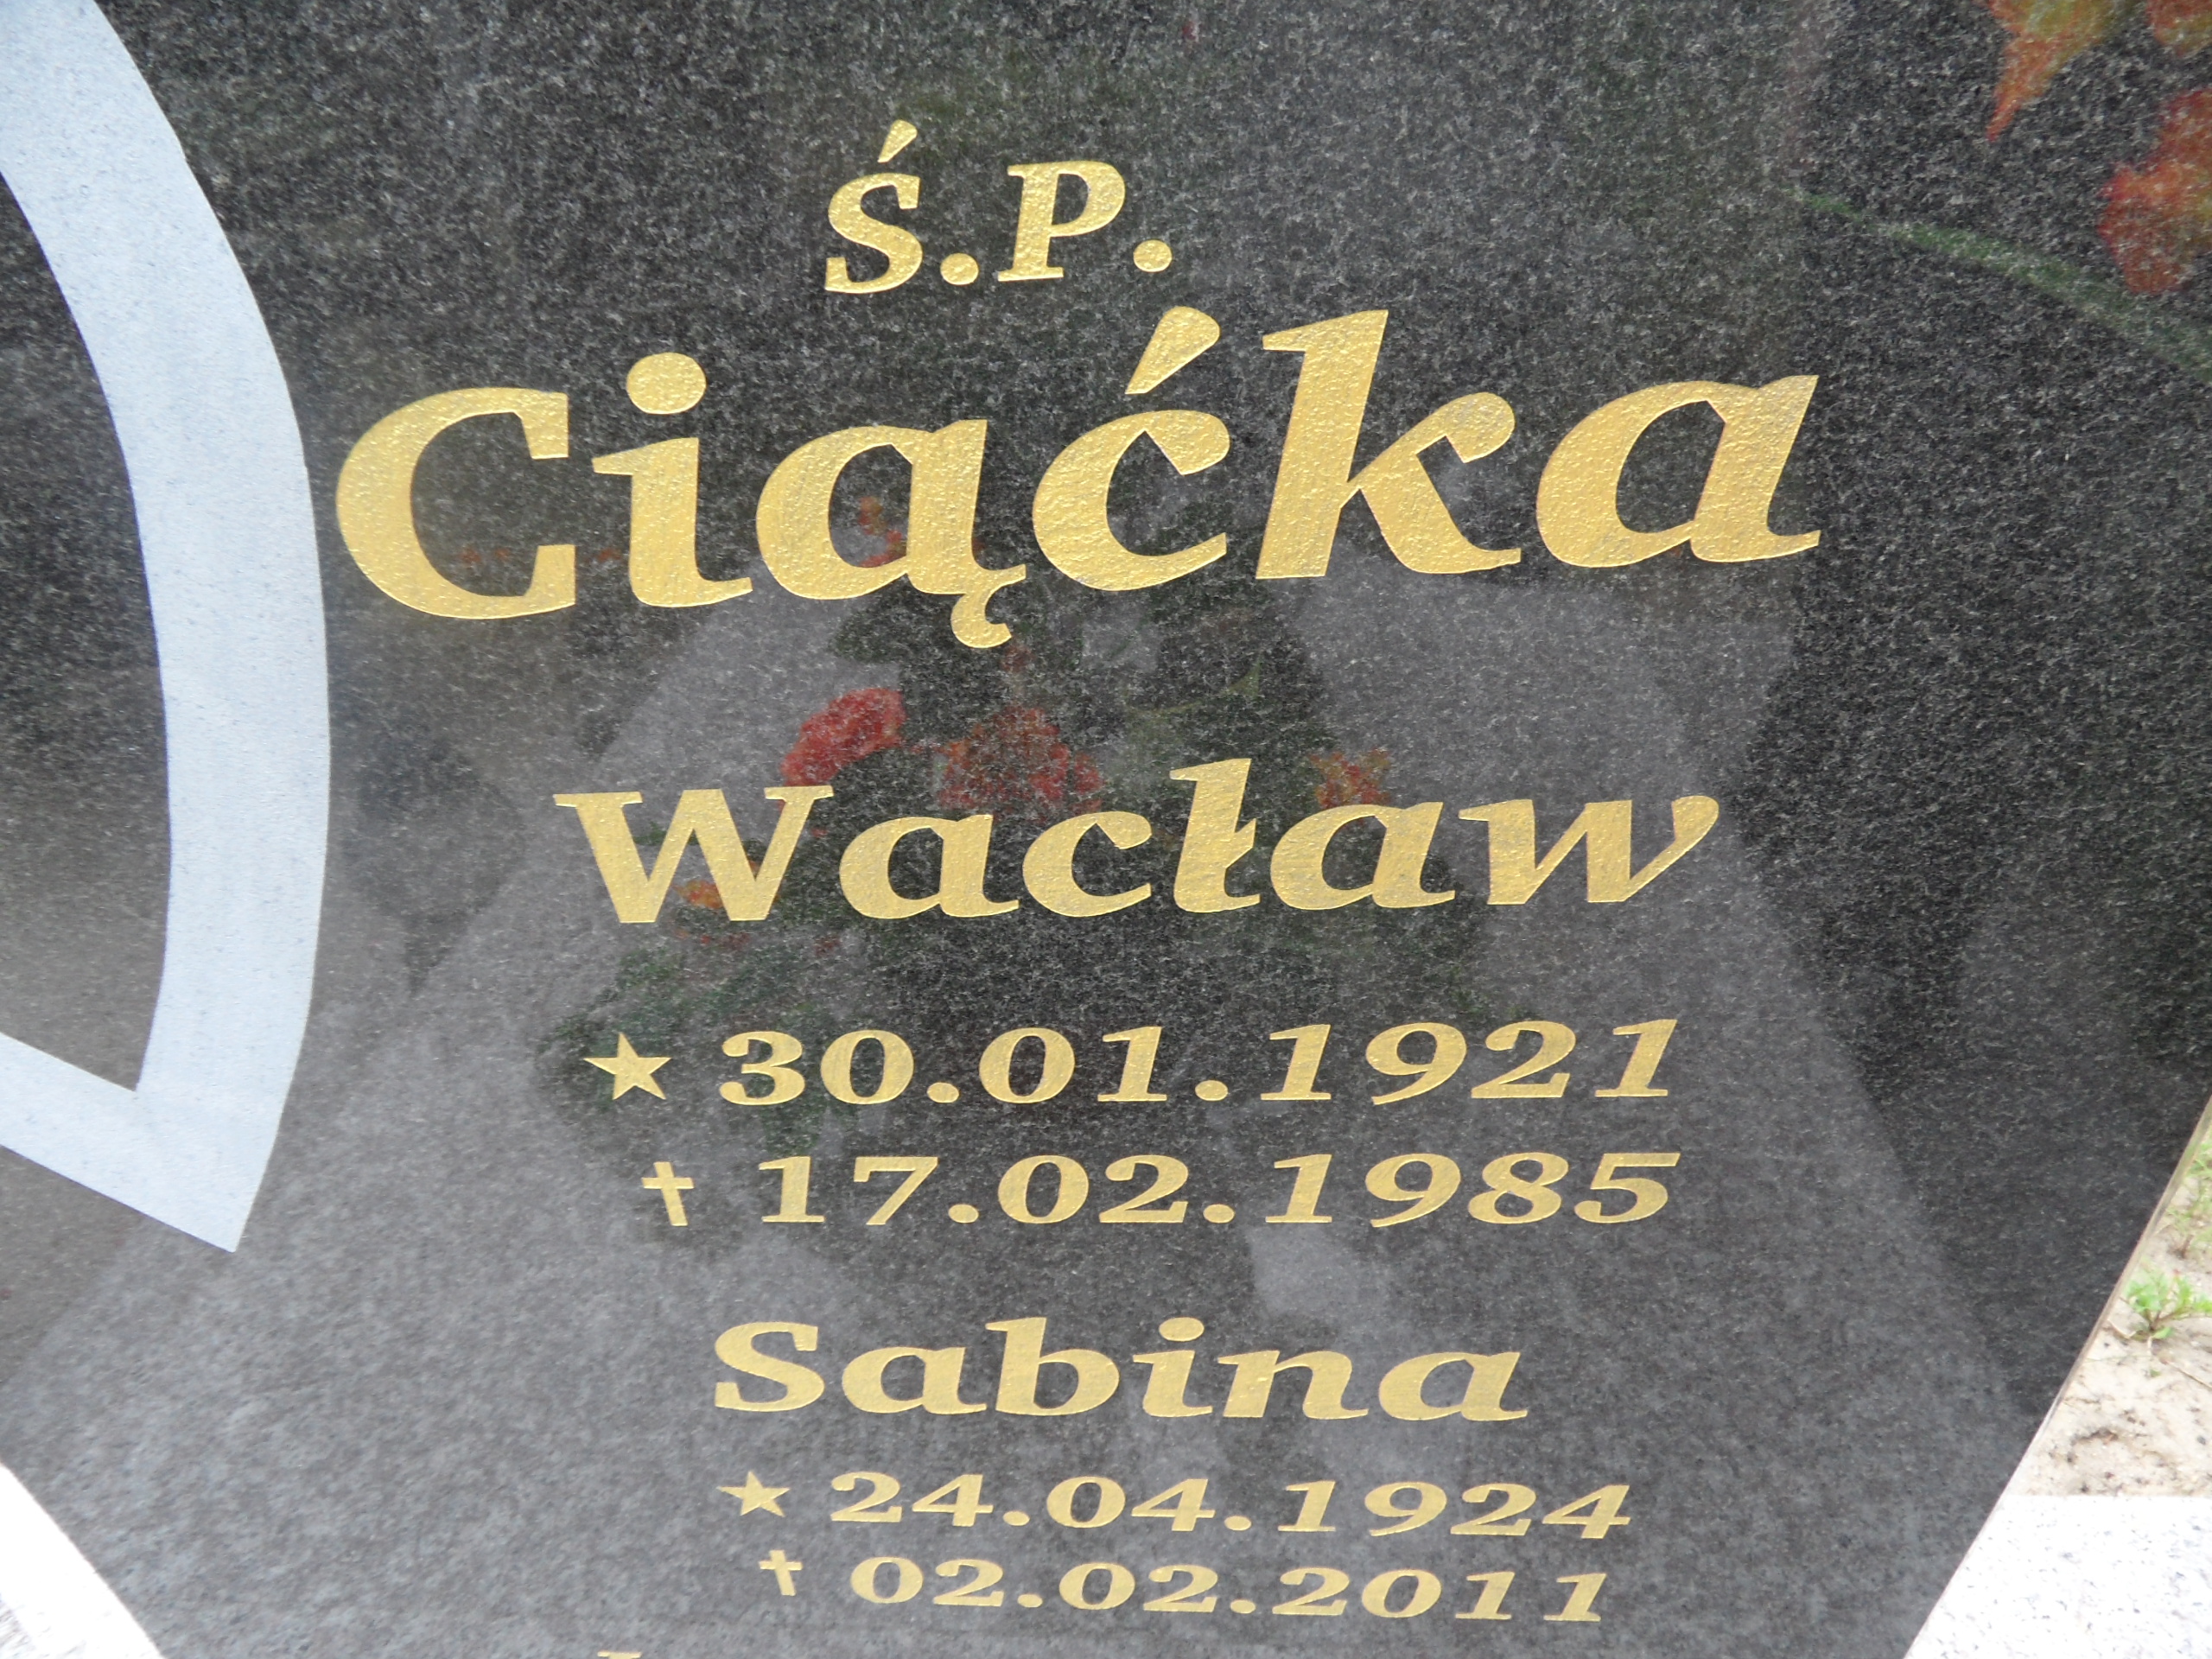 Ś.P.
Ciąćka
Wacław
★ 30.01.1921
✝ 17.02.1985
Sabina
★ 24.04.1924
✝ 02.02.2011